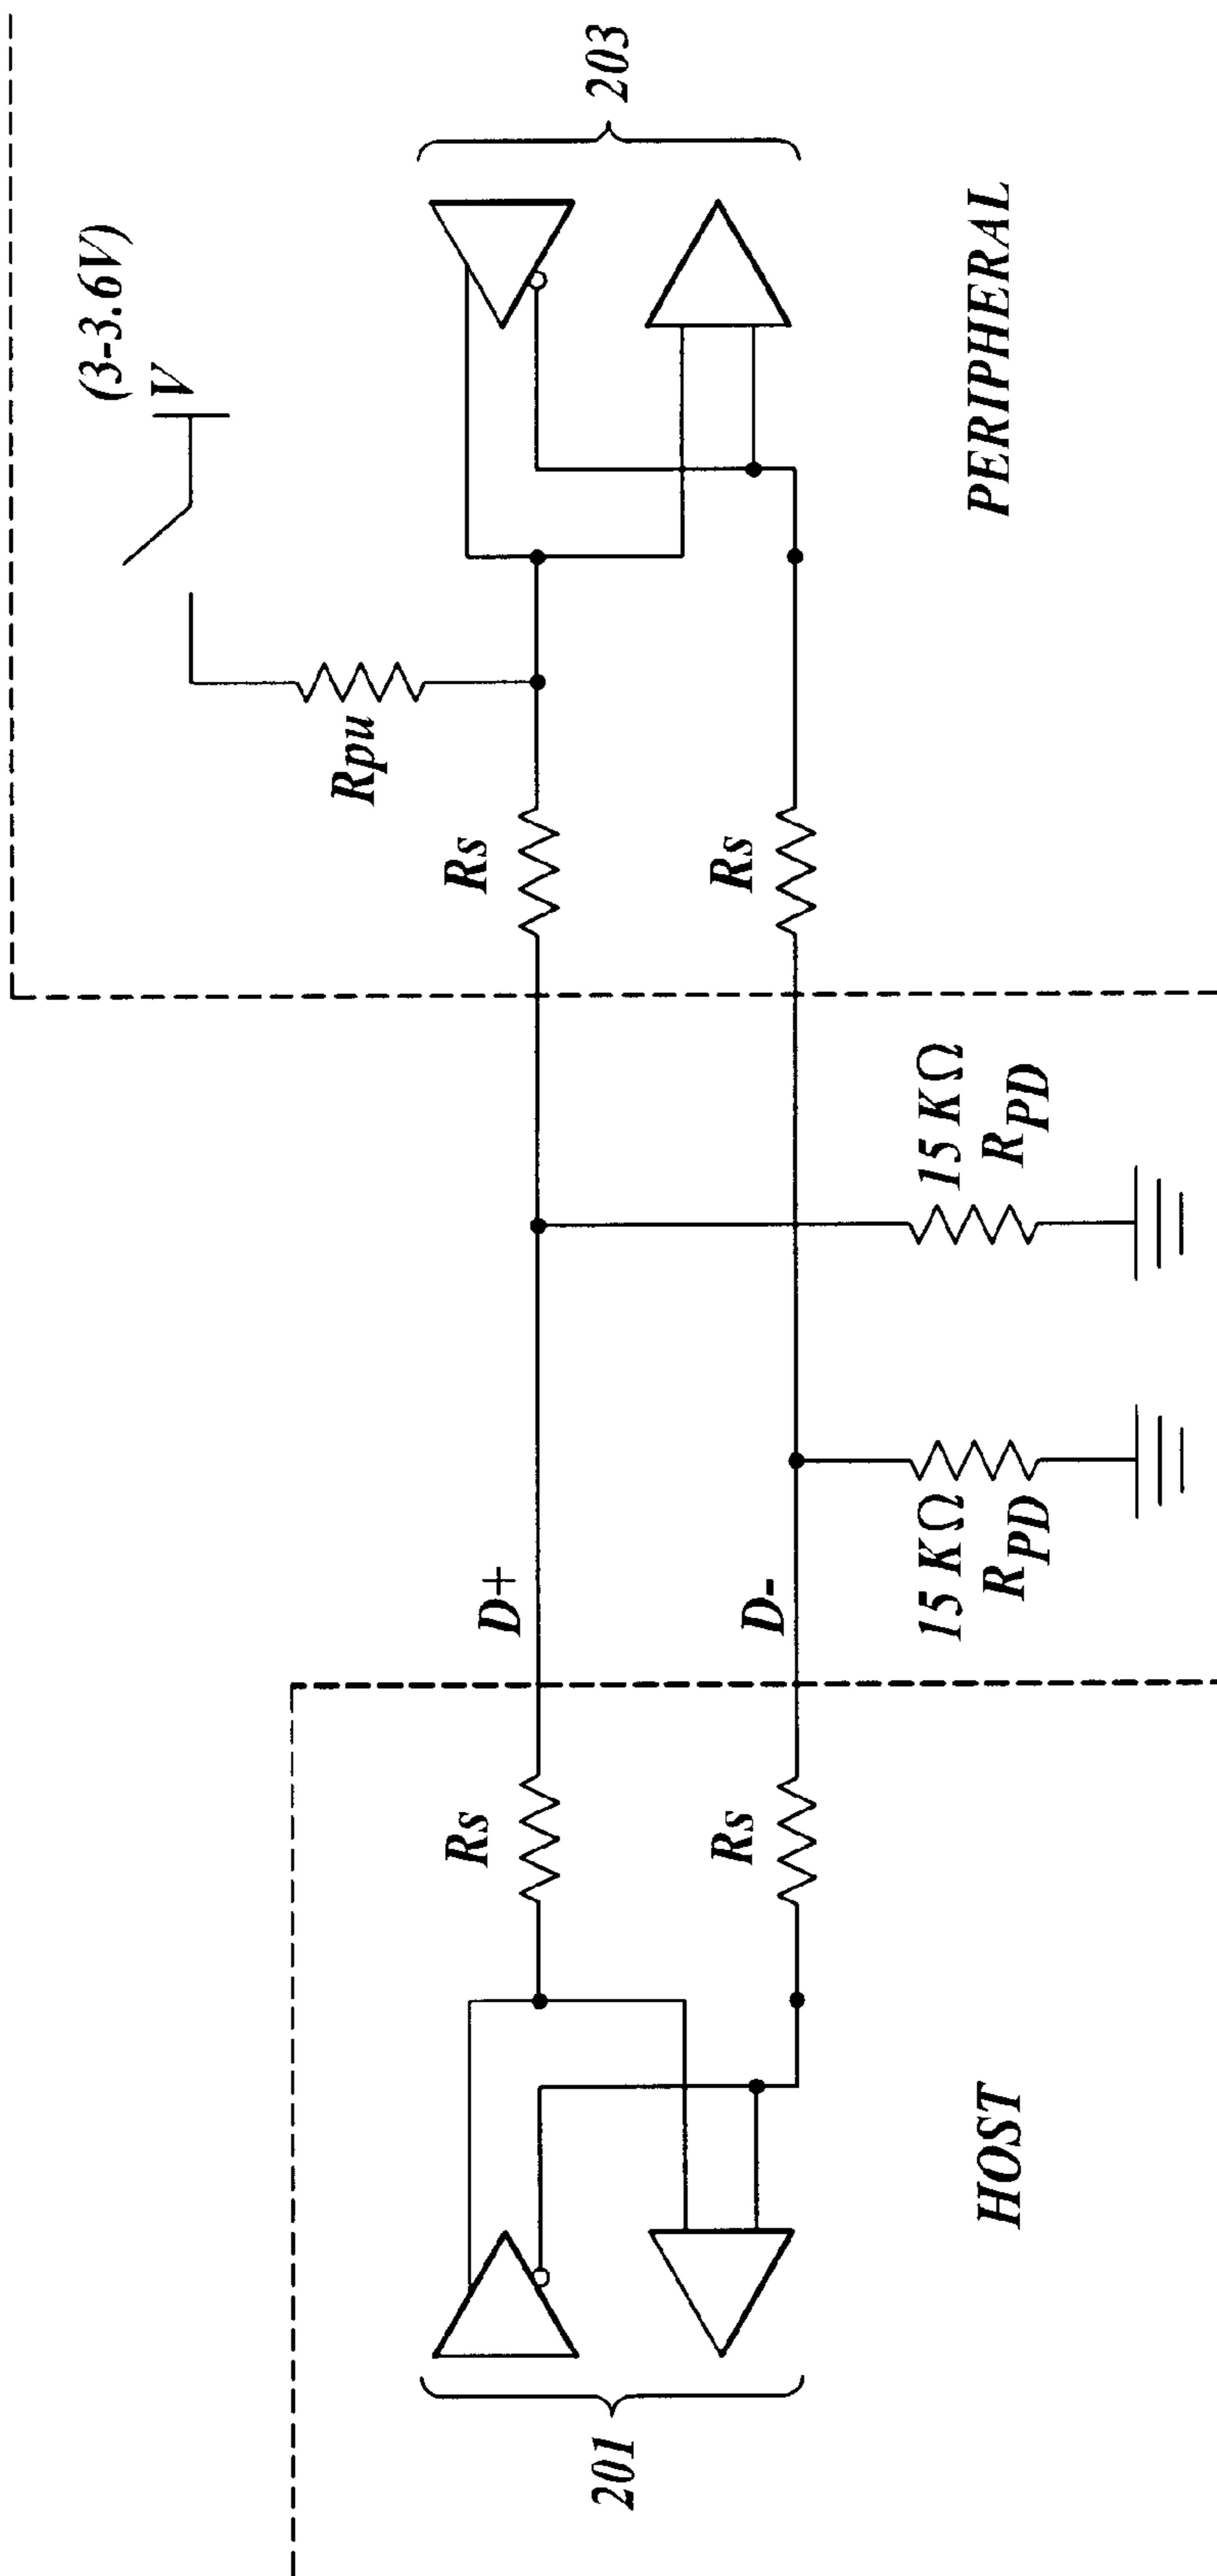 (3-3.6V)
V
Rpu
Rs
Rs
203
PERIPHERAL
D+
D-
15 KΩ
RPD
15 KΩ
RPD
Rs
Rs
201
HOST